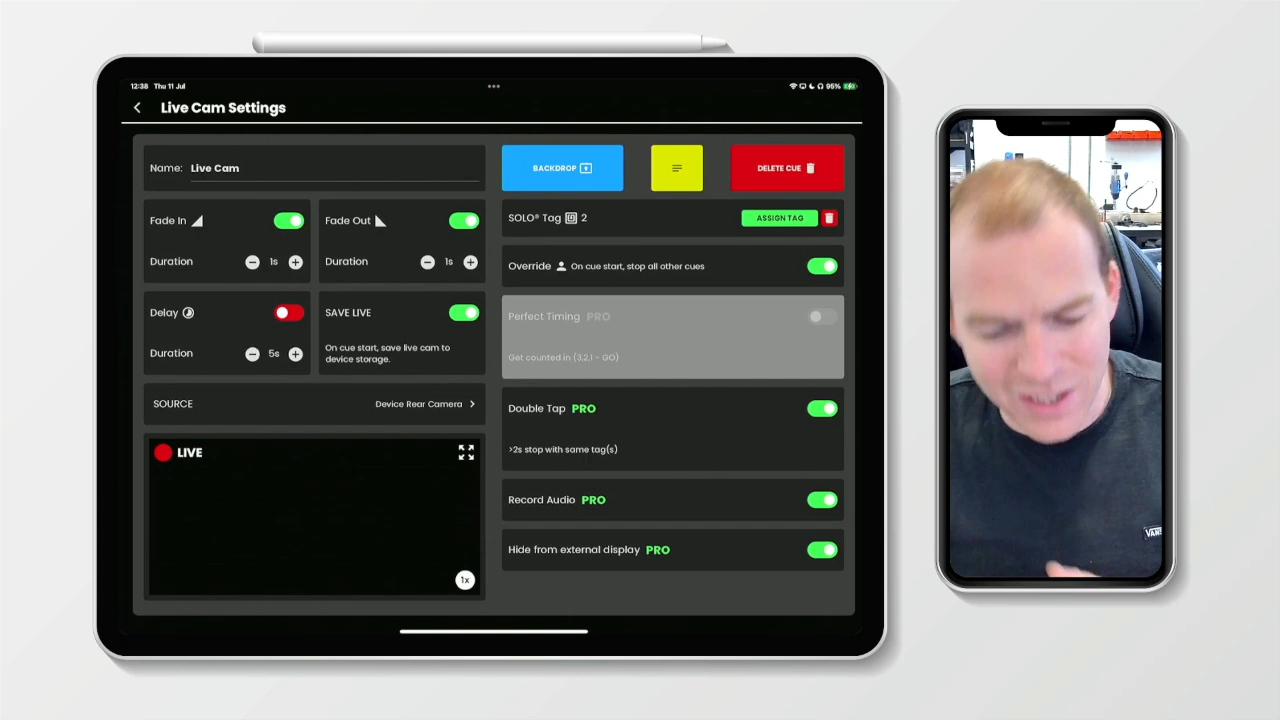 12:38 Thu 11 Jul
95%
Live Cam Settings
Name: Live Cam
BACKDROP
DELETE CUE
Fade In
Duration
1s
Fade Out
Duration
1s
SOLO® Tag 2
ASSIGN TAG
Override On cue start, stop all other cues
Delay
Duration
5s
SAVE LIVE
On cue start, save live cam to
device storage.
Perfect Timing PRO
Get counted in (3,2,1 - GO)
SOURCE
Device Rear Camera
Double Tap PRO
>2s stop with same tag(s)
LIVE
1x
Record Audio PRO
Hide from external display PRO
VANS